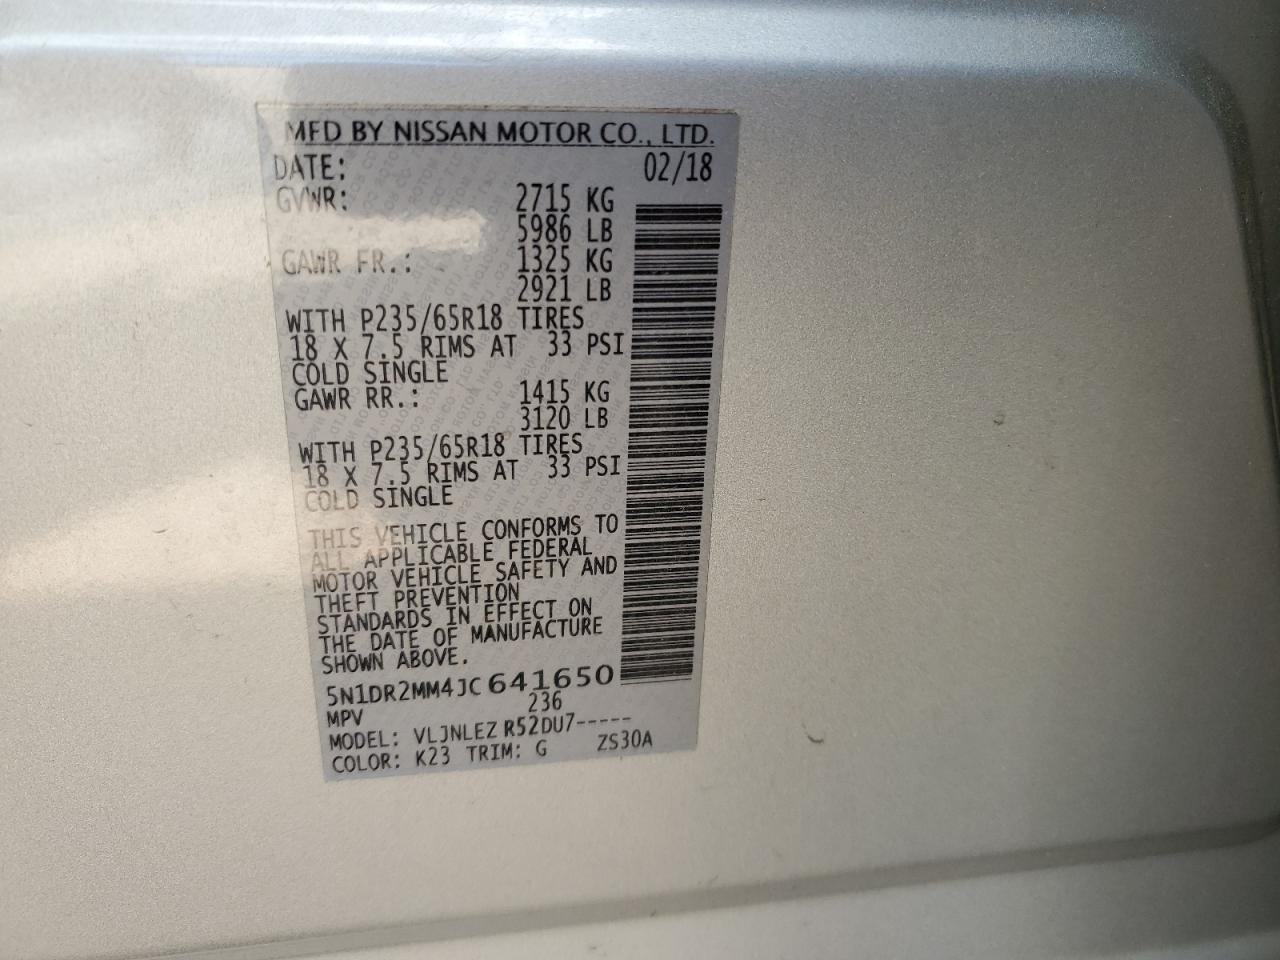 MFD BY NISSAN MOTOR CO., LTD.
DATE: 02/18
GVWR: 2715 KG
5986 LB
GAWR FR.: 1325 KG
2921 LB
WITH P235/65R18 TIRES
18 X 7.5 RIMS AT 33 PSI
COLD SINGLE
GAWR RR.: 1415 KG
3120 LB
WITH P235/65R18 TIRES
18 X 7.5 RIMS AT 33 PSI
COLD SINGLE
THIS VEHICLE CONFORMS TO
ALL APPLICABLE FEDERAL
MOTOR VEHICLE SAFETY AND
THEFT PREVENTION
STANDARDS IN EFFECT ON
THE DATE OF MANUFACTURE
SHOWN ABOVE.
5N1DR2MM4JC641650
MPV 236
MODEL: VLJNLEZ R52DU7-----
COLOR: K23 TRIM: G ZS30A